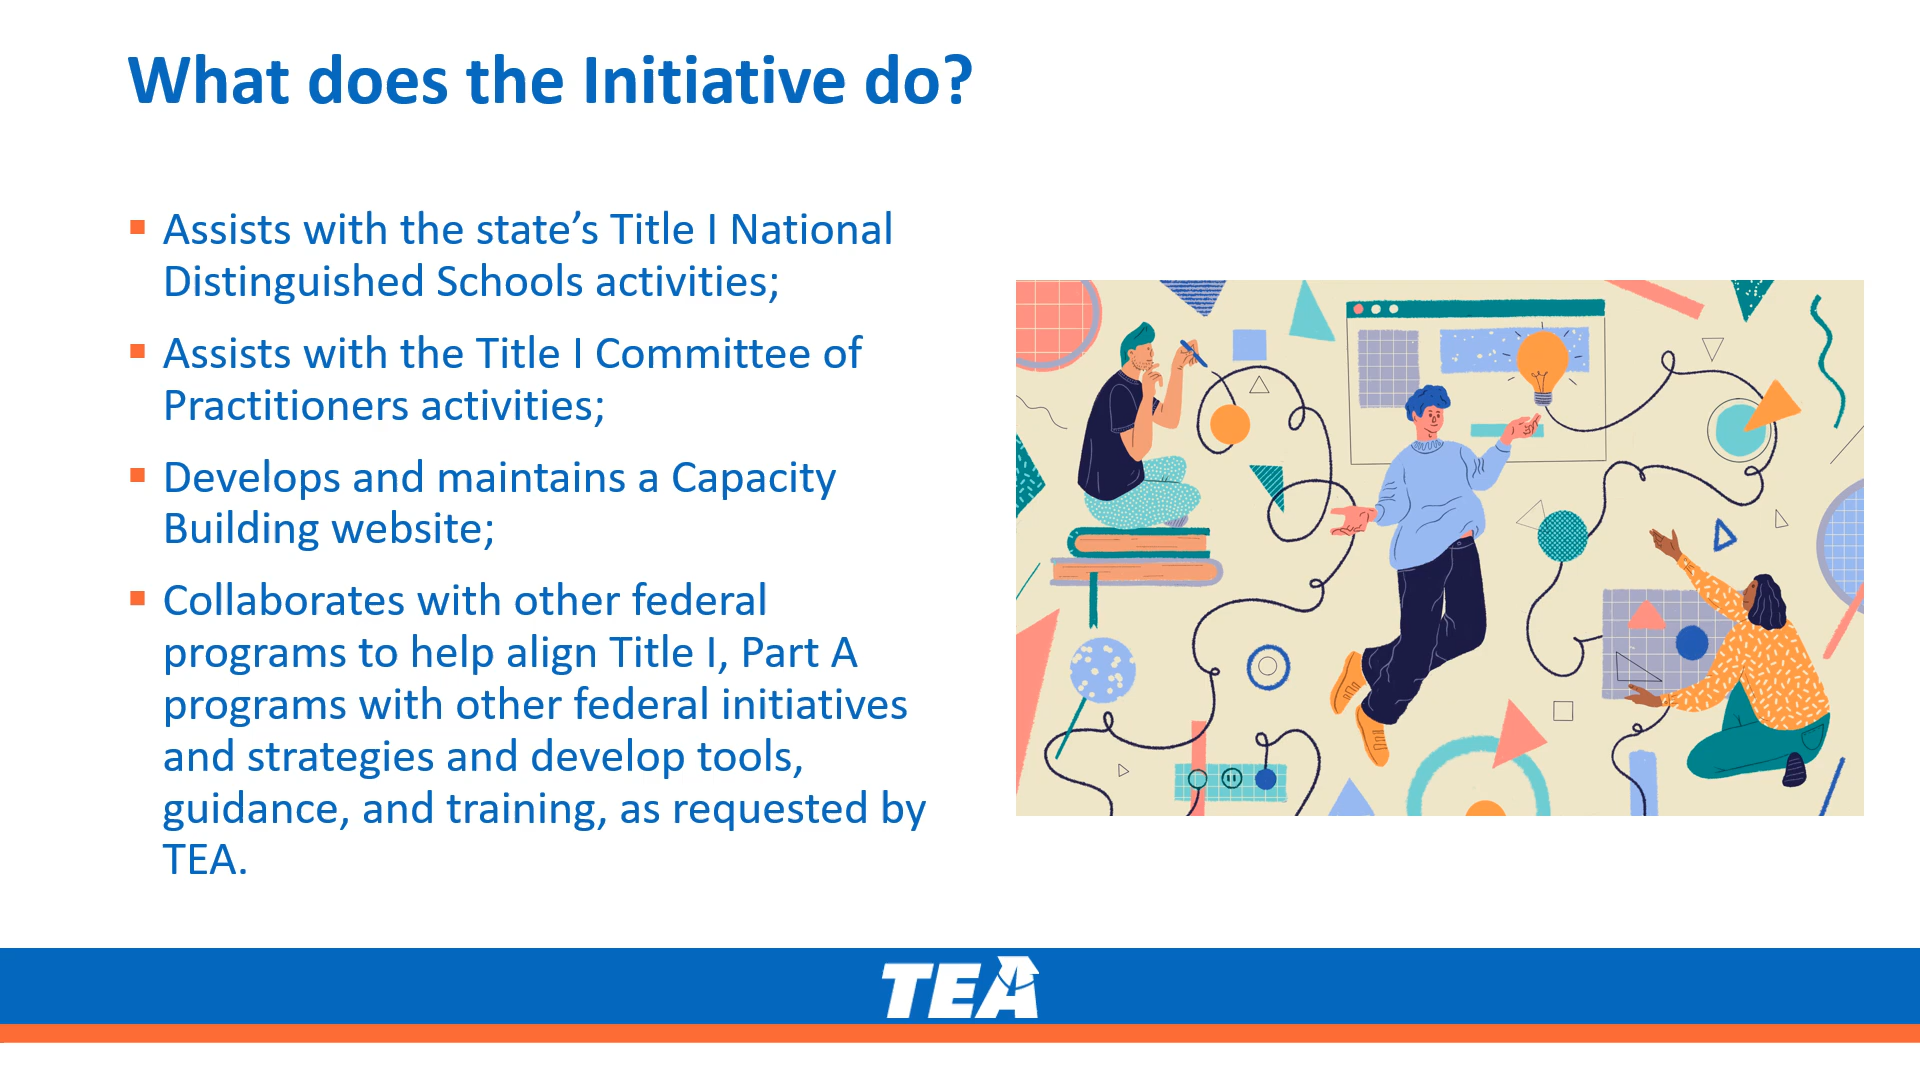 What does the Initiative do?
Assists with the state’s Title I National
Distinguished Schools activities;
Assists with the Title I Committee of
Practitioners activities;
Develops and maintains a Capacity
Building website;
Collaborates with other federal
programs to help align Title I, Part A
programs with other federal initiatives
and strategies and develop tools,
guidance, and training, as requested by
TEA.
TEA